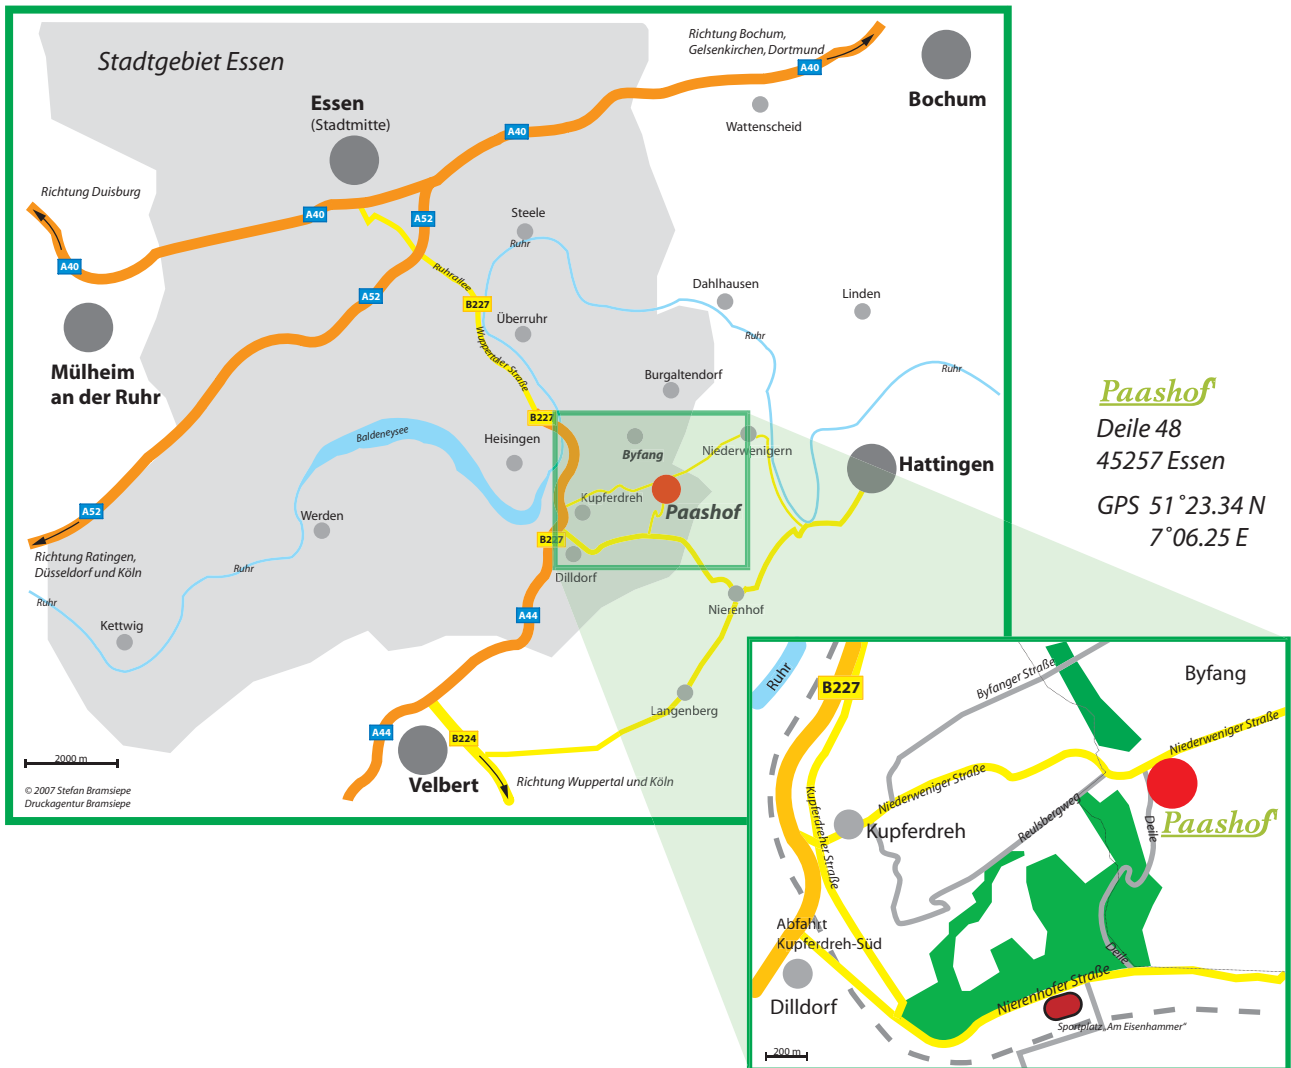 Stadtgebiet Essen
Richtung Bochum,
Gelsenkirchen, Dortmund
A40
Bochum
Essen
(Stadtmitte)
A40
Wattenscheid
Richtung Duisburg
A40
A52
Steele
Ruhr
A40
Ruhrallee
A52
B227
Dahlhausen
Linden
Überruhr
Ruhr
Mülheim
an der Ruhr
Wuppertaler Straße
Burgaltendorf
Ruhr
B227
Baldeneysee
Heisingen
Byfang
Niederwenigern
Hattingen
Kupferdreh
Paashof
A52
Werden
B227
Richtung Ratingen,
Düsseldorf und Köln
Ruhr
Dilldorf
Ruhr
Kettwig
A44
Nierenhof
Langenberg
A44
B224
2000 m
Velbert
Richtung Wuppertal und Köln
© 2007 Stefan Bramsiepe
Druckagentur Bramsiepe
Paashof
Deile 48
45257 Essen
GPS 51°23.34 N
7°06.25 E
Ruhr
B227
Byfanger Straße
Byfang
Niederweniger Straße
Niederweniger Straße
Kupferdreher Straße
Kupferdreh
Reulsbergweg
Deile
Paashof
Abfahrt
Kupferdreh-Süd
Deile
Dilldorf
Nierenhofer Straße
Sportplatz „Am Eisenhammer“
200 m